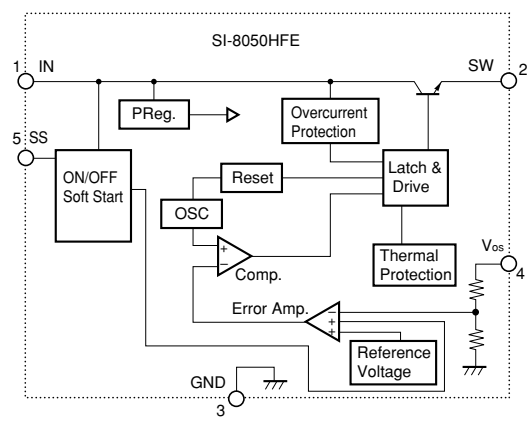 SI-8050HFE
1 IN
SW 2
PReg.
Overcurrent
Protection
5 SS
ON/OFF
Soft Start
Latch &
Drive
Reset
OSC
+
−
Comp.
Thermal
Protection
Vos
4
Error Amp.
−
+
+
Reference
Voltage
GND
3